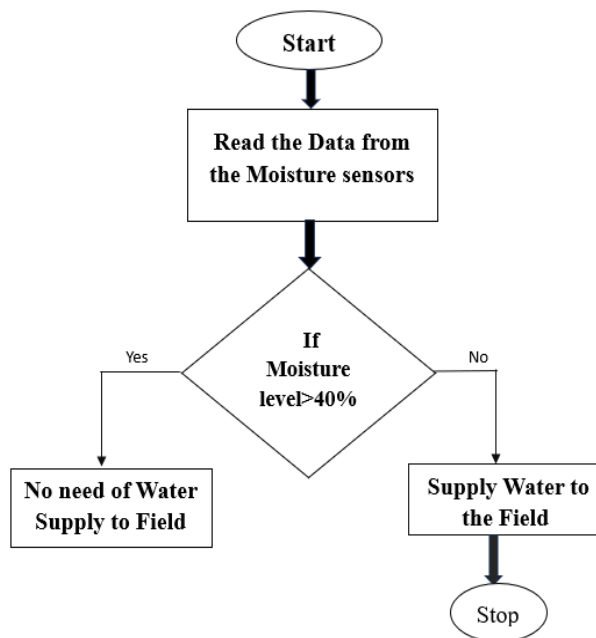 Start
Read the Data from
the Moisture sensors
If
Moisture
level>40%
Yes
No
No need of Water
Supply to Field
Supply Water to
the Field
Stop